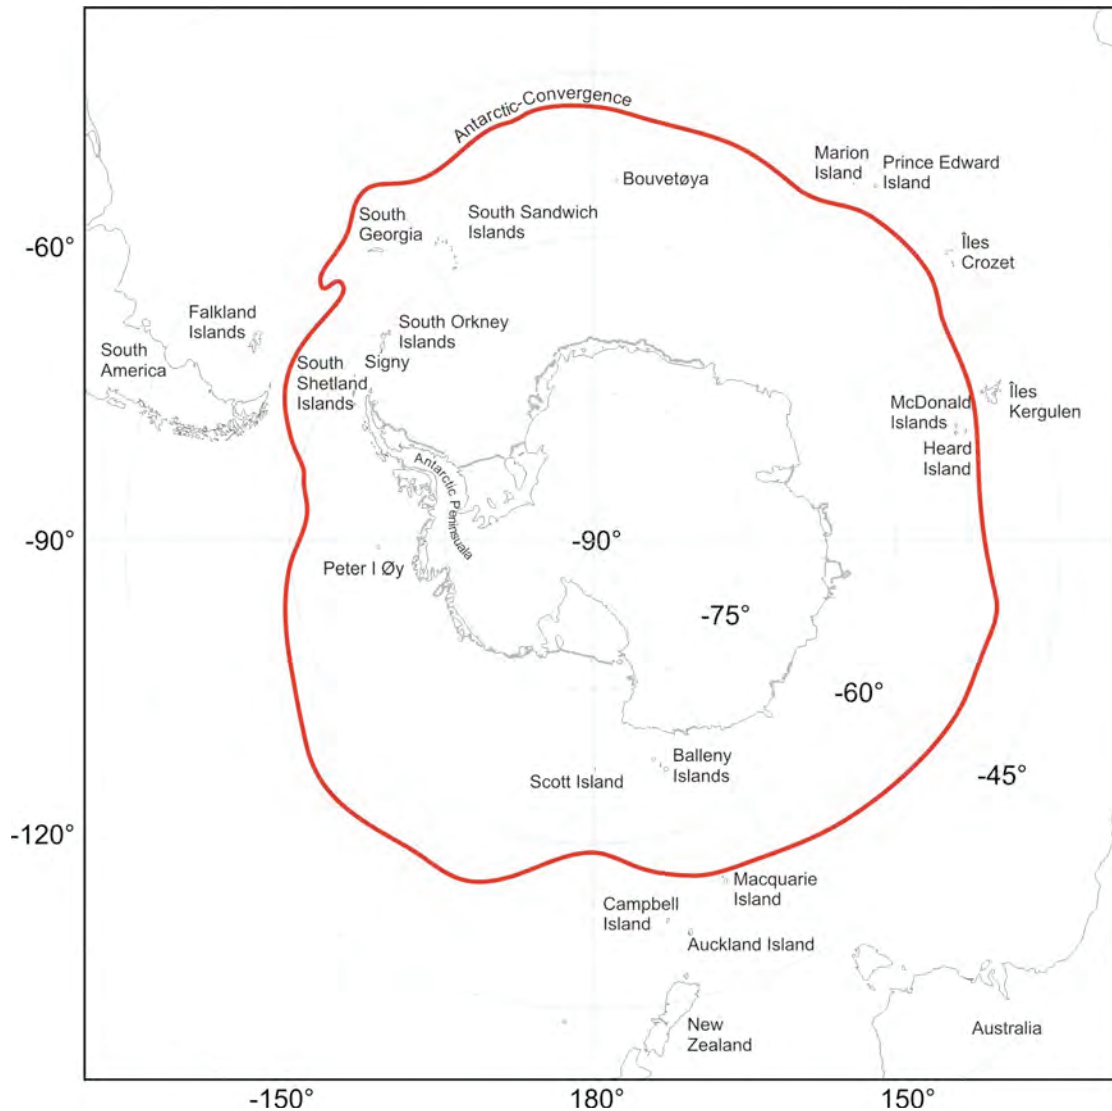 Antarctic-Convergence
Marion
Island
Prince Edward
Island
Bouvetøya
South
Georgia
South Sandwich
Islands
-60°
Îles
Crozet
Falkland
Islands
South Orkney
Islands
South
America
South
Shetland
Islands
Signy
McDonald
Islands
Îles
Kergulen
Heard
Island
Antarctic Peninsuala
-90°
-90°
Peter I Øy
-75°
-60°
Balleny
Islands
Scott Island
-45°
-120°
Macquarie
Island
Campbell
Island
Auckland Island
New
Zealand
Australia
-150°
180°
150°